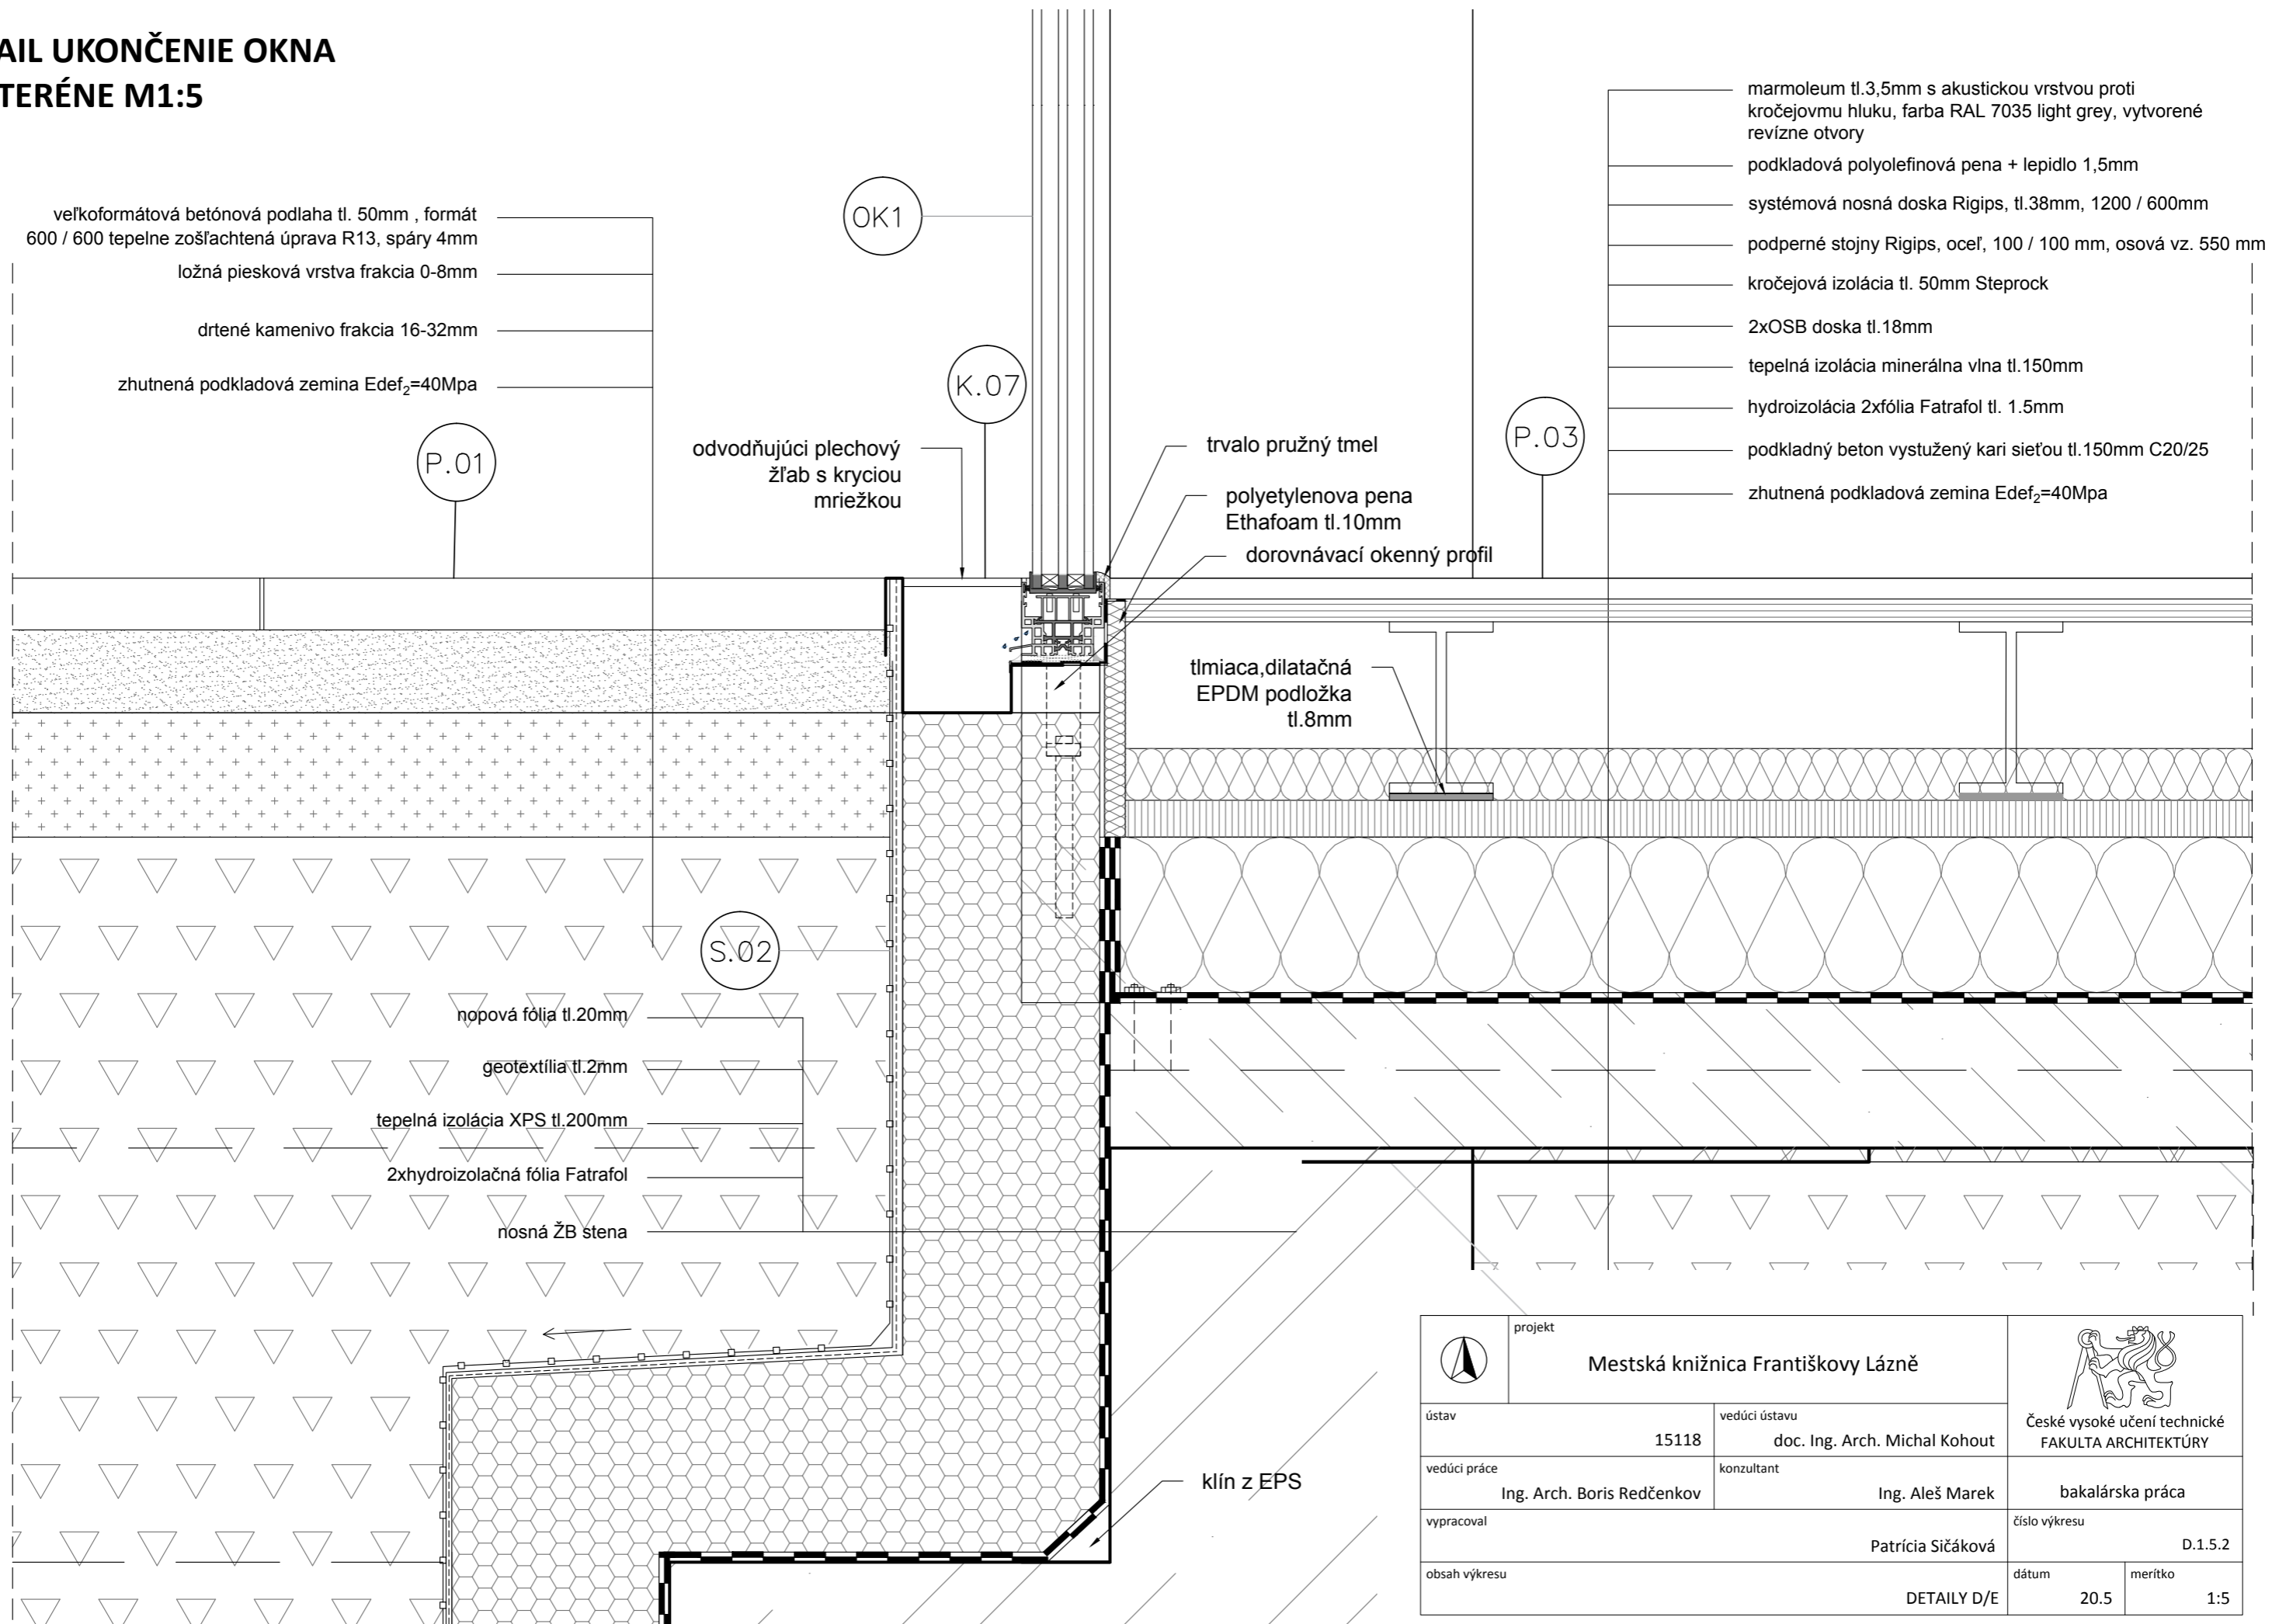 AIL UKONČENIE OKNA
TERÉNE M1:5
veľkoformátová betónová podlaha tl. 50mm , formát
600 / 600 tepelne zošľachtená úprava R13, spáry 4mm
ložná piesková vrstva frakcia 0-8mm
drtené kamenivo frakcia 16-32mm
zhutnená podkladová zemina Edef₂=40Mpa
P.01
OK1
K.07
odvodňujúci plechový
žľab s kryciou
mriežkou
trvalo pružný tmel
polyetylenova pena
Ethafoam tl.10mm
dorovnávací okenný profil
P.03
marmoleum tl.3,5mm s akustickou vrstvou proti
kročejovmu hluku, farba RAL 7035 light grey, vytvorené
revízne otvory
podkladová polyolefinová pena + lepidlo 1,5mm
systémová nosná doska Rigips, tl.38mm, 1200 / 600mm
podperné stojny Rigips, oceľ, 100 / 100 mm, osová vz. 550 mm
kročejová izolácia tl. 50mm Steprock
2xOSB doska tl.18mm
tepelná izolácia minerálna vlna tl.150mm
hydroizolácia 2xfólia Fatrafol tl. 1.5mm
podkladný beton vystužený kari sieťou tl.150mm C20/25
zhutnená podkladová zemina Edef₂=40Mpa
tlmiaca,dilatačná
EPDM podložka
tl.8mm
S.02
nopová fólia tl.20mm
geotextília tl.2mm
tepelná izolácia XPS tl.200mm
2xhydroizolačná fólia Fatrafol
nosná ŽB stena
klín z EPS
projekt
Mestská knižnica Františkovy Lázně
ústav
15118
vedúci ústavu
doc. Ing. Arch. Michal Kohout
České vysoké učení technické
FAKULTA ARCHITEKTÚRY
vedúci práce
Ing. Arch. Boris Redčenkov
konzultant
Ing. Aleš Marek
bakalárska práca
vypracoval
Patrícia Sičáková
číslo výkresu
D.1.5.2
obsah výkresu
DETAILY D/E
dátum
20.5
merítko
1:5